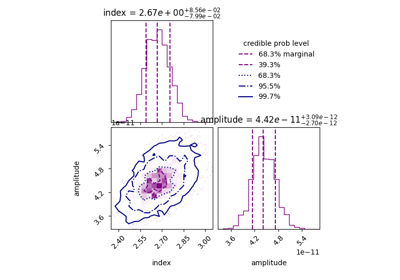 index = 2.67e+00 +8.56e−02 −7.99e−02
credible prob level
68.3% marginal
39.3%
68.3%
95.5%
99.7%
1e−11
amplitude = 4.42e−11 +3.09e−12 −2.70e−12
amplitude
5.4
4.8
4.2
3.6
2.40
2.55
2.70
2.85
3.00
index
3.6
4.2
4.8
5.4
1e−11
amplitude